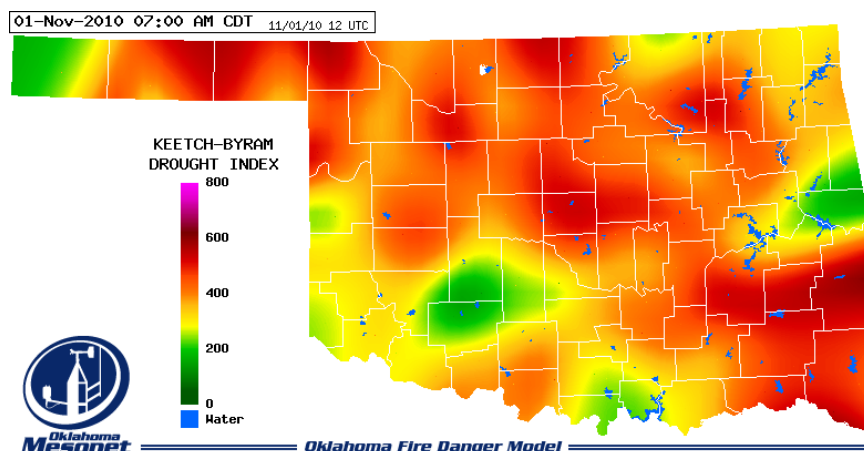 01-Nov-2010 07:00 AM CDT 11/01/10 12 UTC
KEETCH-BYRAM
DROUGHT INDEX
800
600
400
200
0
Water
Oklahoma
Mesonet
Oklahoma Fire Danger Model